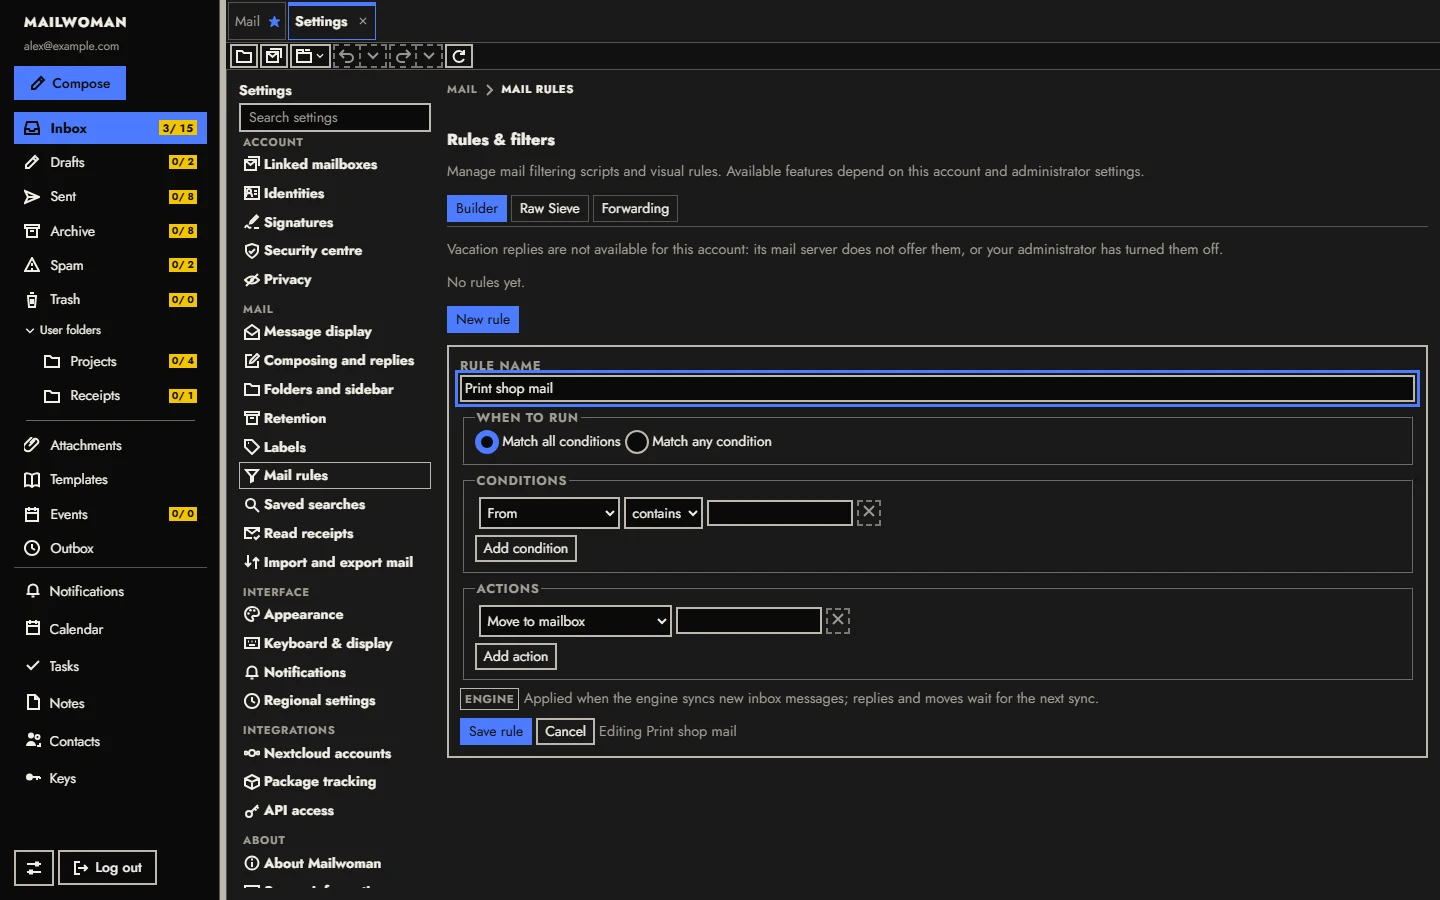 MAILWOMAN
alex@example.com
Compose
Inbox 3/ 15
Drafts 0/ 2
Sent 0/ 8
Archive 0/ 8
Spam 0/ 2
Trash 0/ 0
User folders
Projects 0/ 4
Receipts 0/ 1
Attachments
Templates
Events 0/ 0
Outbox
Notifications
Calendar
Tasks
Notes
Contacts
Keys
Log out
Mail
Settings
Settings
Search settings
ACCOUNT
Linked mailboxes
Identities
Signatures
Security centre
Privacy
MAIL
Message display
Composing and replies
Folders and sidebar
Retention
Labels
Mail rules
Saved searches
Read receipts
Import and export mail
INTERFACE
Appearance
Keyboard & display
Notifications
Regional settings
INTEGRATIONS
Nextcloud accounts
Package tracking
API access
ABOUT
About Mailwoman
MAIL MAIL RULES
Rules & filters
Manage mail filtering scripts and visual rules. Available features depend on this account and administrator settings.
Builder Raw Sieve Forwarding
Vacation replies are not available for this account: its mail server does not offer them, or your administrator has turned them off.
No rules yet.
New rule
RULE NAME
Print shop mail
WHEN TO RUN
Match all conditions Match any condition
CONDITIONS
From contains
Add condition
ACTIONS
Move to mailbox
Add action
ENGINE Applied when the engine syncs new inbox messages; replies and moves wait for the next sync.
Save rule Cancel Editing Print shop mail